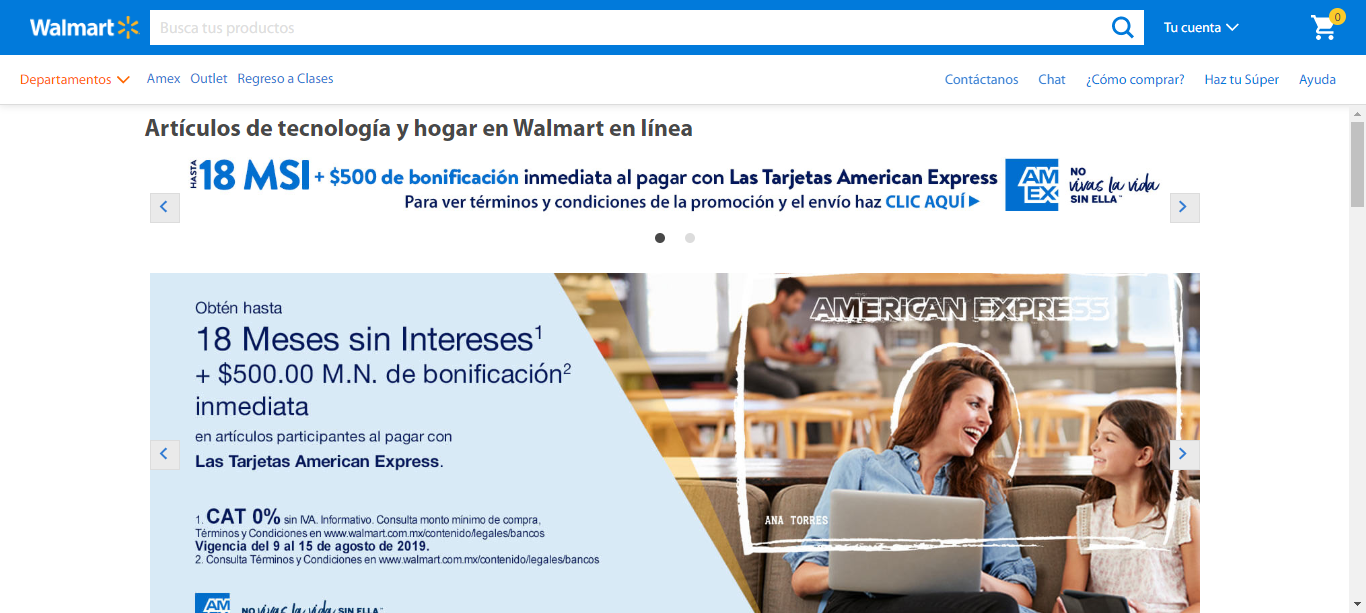 Walmart
Busca tus productos
Tu cuenta
0
Departamentos
Amex
Outlet
Regreso a Clases
Contáctanos
Chat
¿Cómo comprar?
Haz tu Súper
Ayuda
Artículos de tecnología y hogar en Walmart en línea
HASTA 18 MSI + $500 de bonificación inmediata al pagar con Las Tarjetas American Express
Para ver términos y condiciones de la promoción y el envío haz CLIC AQUÍ
AM
EX
NO
vivas la vida
SIN ELLA™
Obtén hasta
18 Meses sin Intereses¹
+ $500.00 M.N. de bonificación²
inmediata
en artículos participantes al pagar con
Las Tarjetas American Express.
1. CAT 0% sin IVA. Informativo. Consulta monto mínimo de compra,
Términos y Condiciones en www.walmart.com.mx/contenido/legales/bancos
Vigencia del 9 al 15 de agosto de 2019.
2. Consulta Términos y Condiciones en www.walmart.com.mx/contenido/legales/bancos
AM
NO vivas la vida SIN ELLA™
AMERICAN EXPRESS
ANA TORRES